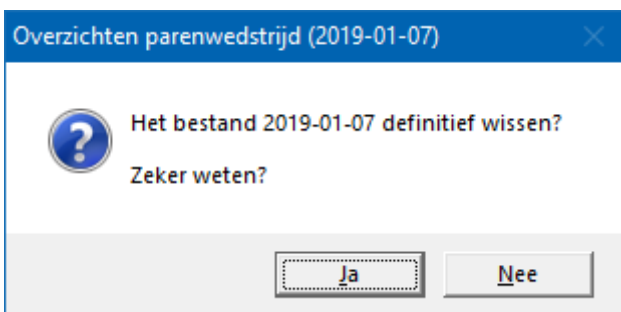 Overzichten parenwedstrijd (2019-01-07)
Het bestand 2019-01-07 definitief wissen?
Zeker weten?
Ja
Nee